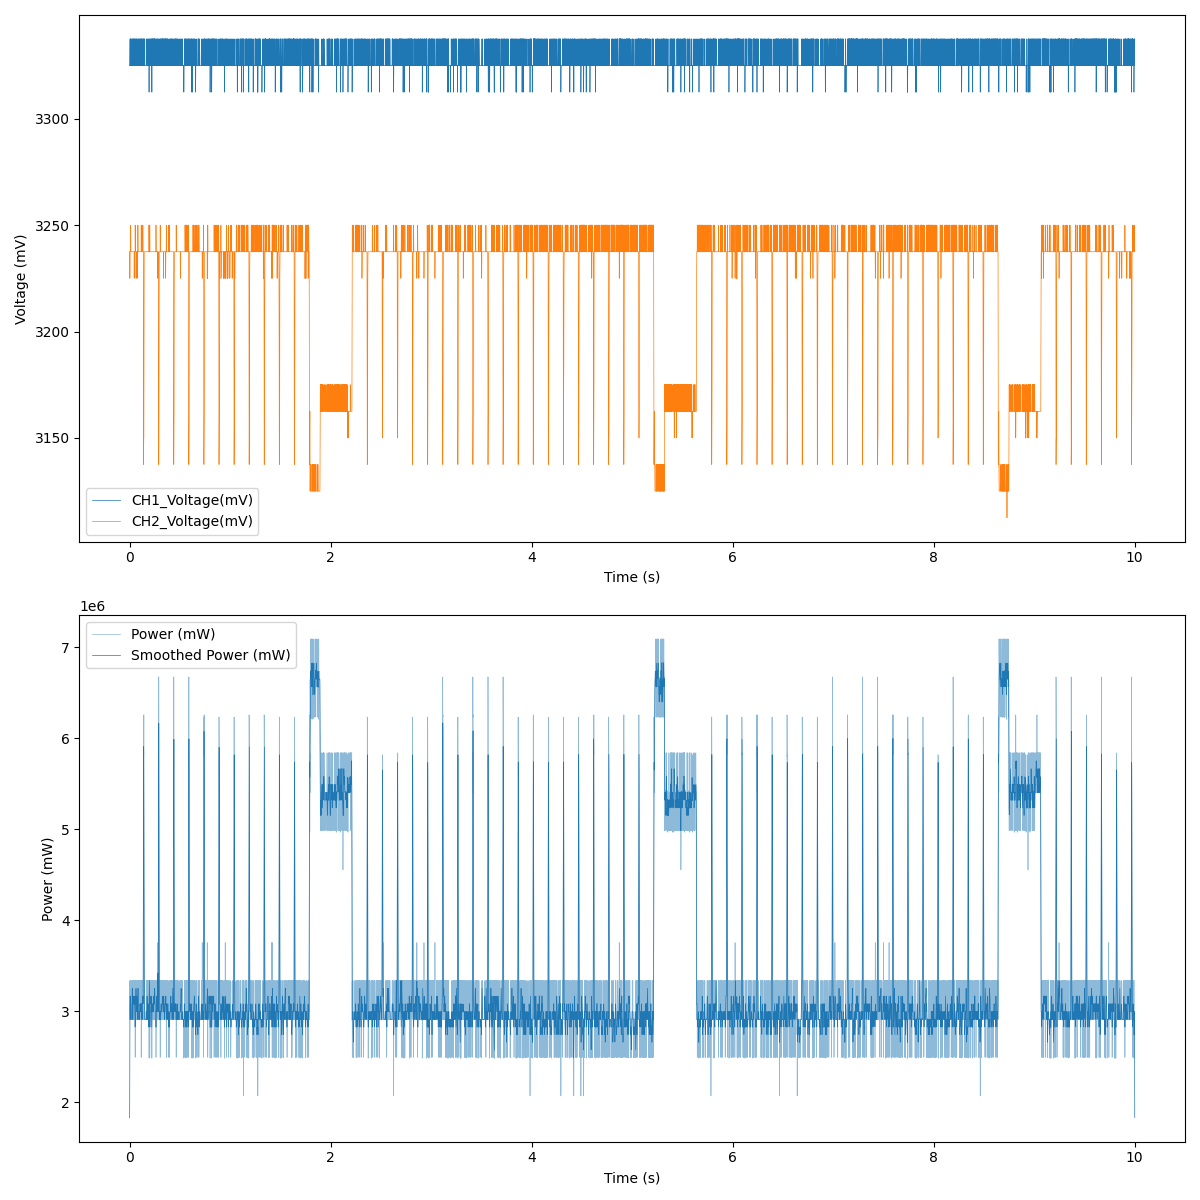 Voltage (mV)
3300
3250
3200
3150
CH1_Voltage(mV)
CH2_Voltage(mV)
0 2 4 6 8 10
Time (s)
1e6
Power (mW)
7
6
5
4
3
2
Power (mW)
Smoothed Power (mW)
0 2 4 6 8 10
Time (s)